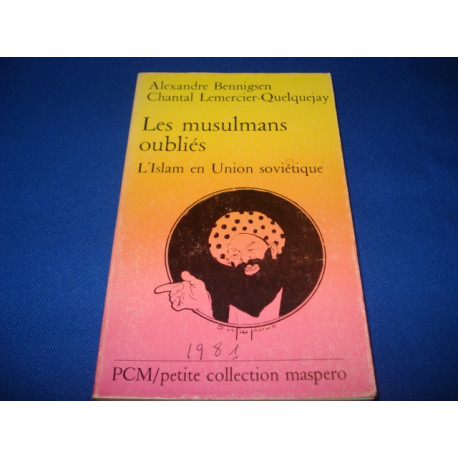 Alexandre Bennigsen
Chantal Lemercier-Quelquejay
Les musulmans
oubliés
L'Islam en Union soviétique
1981
PCM/petite collection maspero